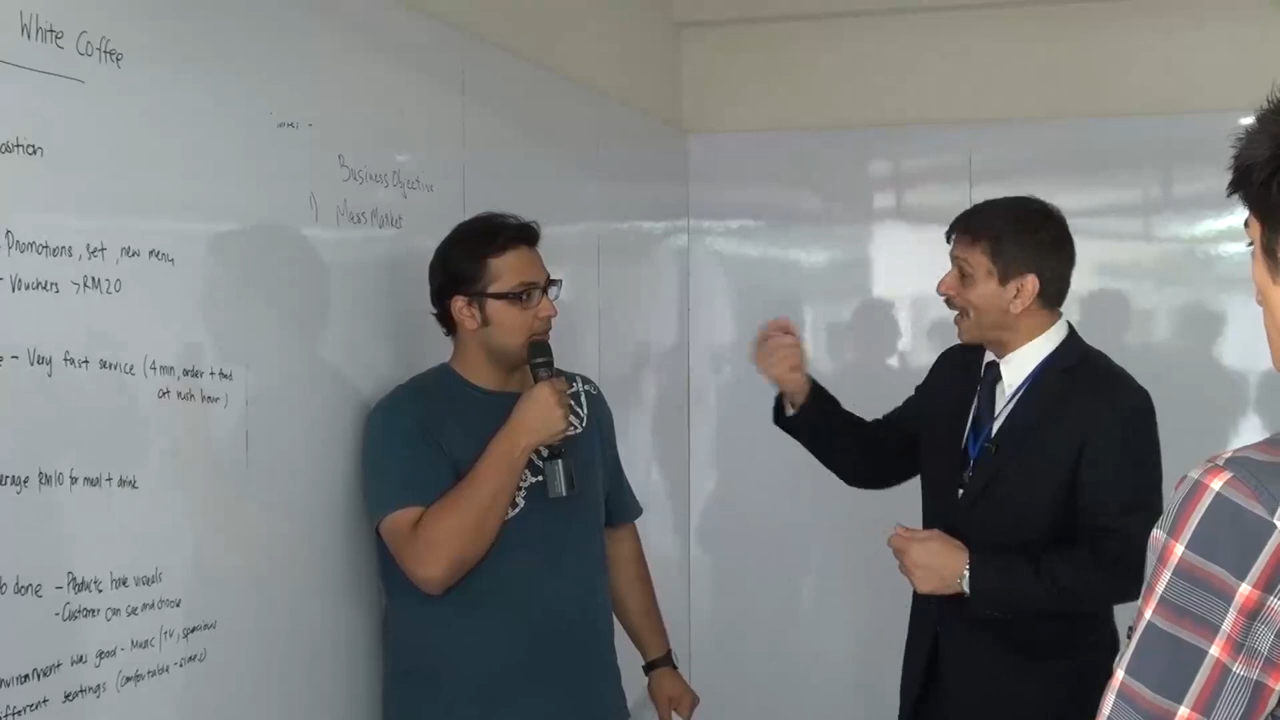 White Coffee
osition
Promotions, set, new menu
- Vouchers >RM20
e - Very fast service (4 min, order + food
at rush hour)
erage RM10 for meal + drink
b done - Products have visuals
- Customer can see and choose
nvironment was good - Music / TV, spacious
ifferent seatings (comfortable
Business Objective
1) Mass Market